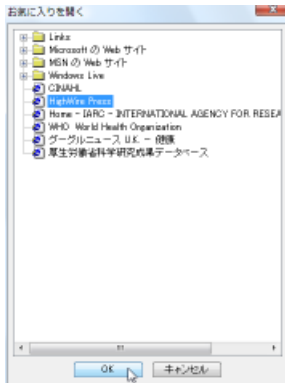 お気に入りを開く
Links
Microsoft の Web サイト
MSN の Web サイト
Windows Live
CINAHL
HighWire Press
Home - IARC - INTERNATIONAL AGENCY FOR RESEA
WHO World Health Organization
グーグルニュース U.K. - 健康
厚生労働省科学研究成果データベース
OK
キャンセル